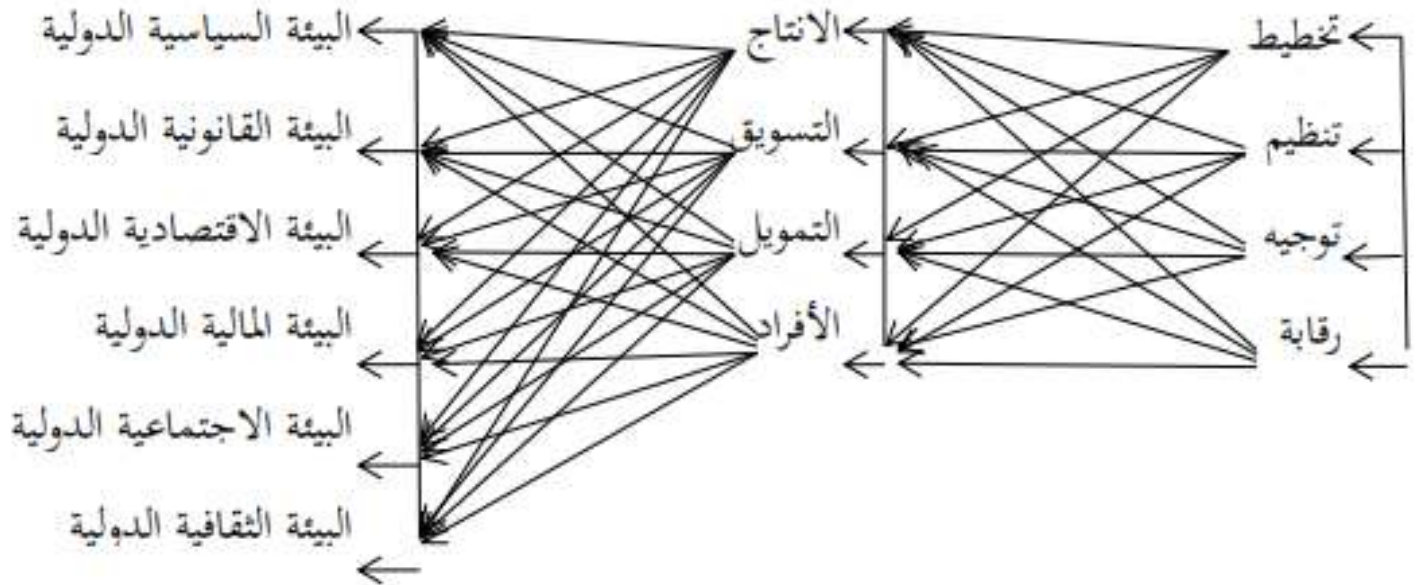 تخطيط
تنظيم
توجيه
رقابة
الانتاج
التسويق
التمويل
الأفراد
البيئة السياسية الدولية
البيئة القانونية الدولية
البيئة الاقتصادية الدولية
البيئة المالية الدولية
البيئة الاجتماعية الدولية
البيئة الثقافية الدولية